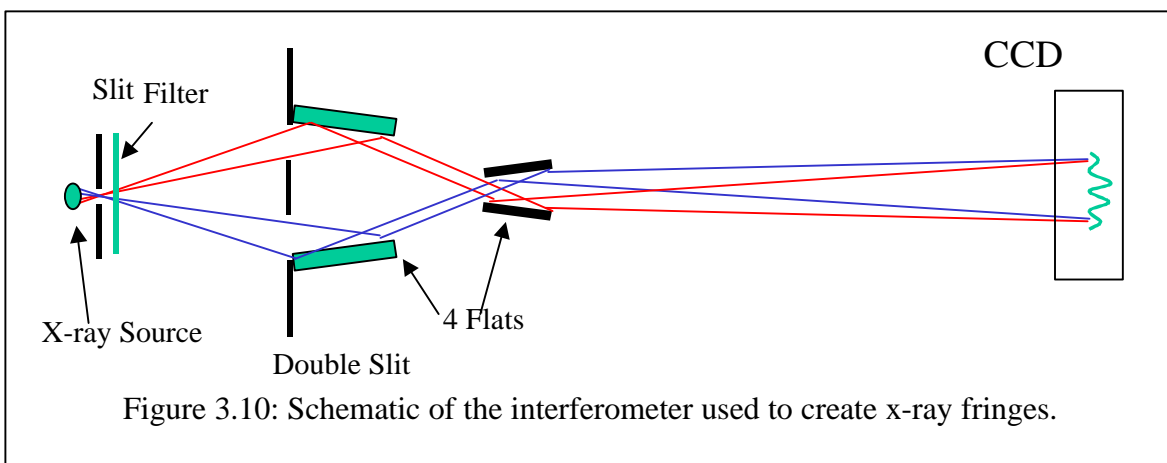 CCD
Slit Filter
4 Flats
X-ray Source
Double Slit
Figure 3.10: Schematic of the interferometer used to create x-ray fringes.